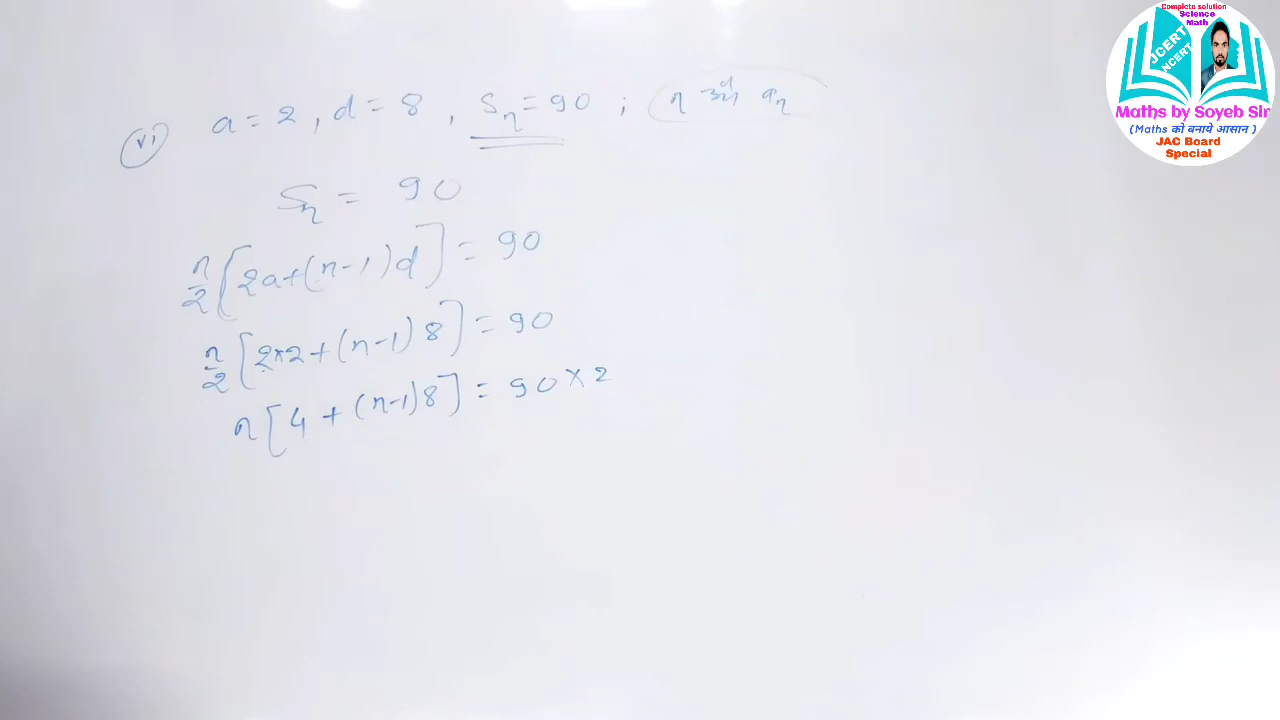 Complete solution
Science
Math
JCERT
NCERT
Maths by Soyeb Sir
(Maths को बनाये आसान )
JAC Board
Special
(vi) a = 2 , d = 8 , Sn = 90 ; n और an
Sn = 90
n/2 [2a+(n-1)d] = 90
n/2 [2×2+(n-1)8] = 90
n[4+(n-1)8] = 90×2